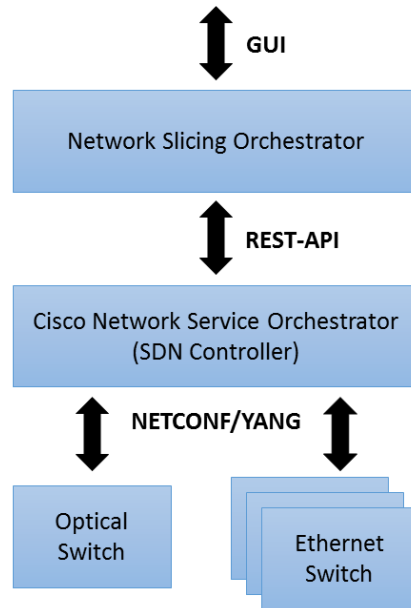 GUI
Network Slicing Orchestrator
REST-API
Cisco Network Service Orchestrator
(SDN Controller)
NETCONF/YANG
Optical
Switch
Ethernet
Switch